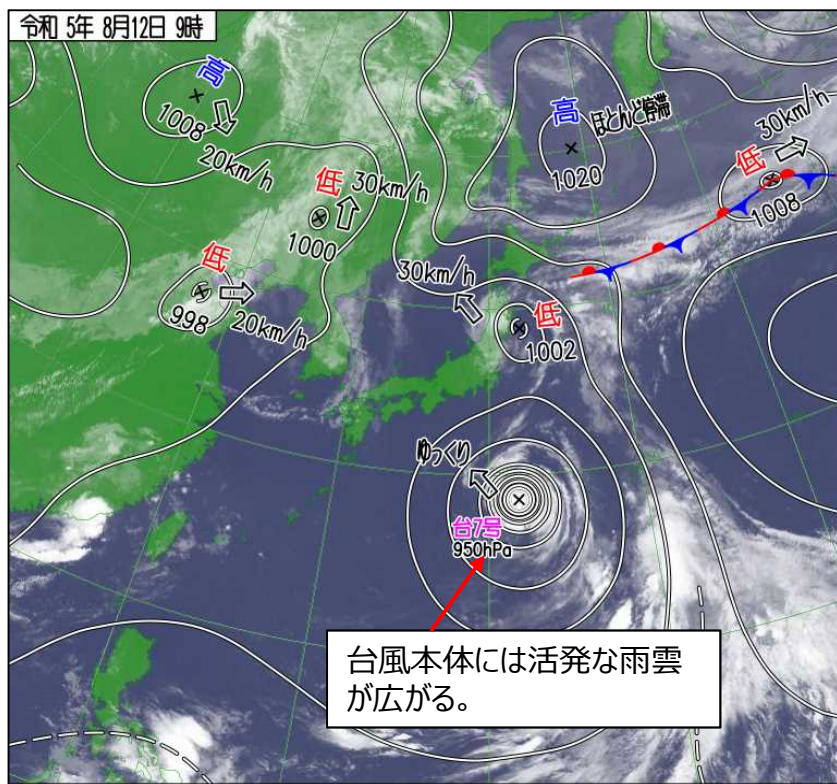 令和 5年 8月12日 9時
高
1008
20km/h
低
30km/h
1000
低
998
20km/h
高
ほとんど停滞
1020
30km/h
低
1008
30km/h
低
1002
ゆっくり
台7号
950hPa
台風本体には活発な雨雲
が広がる。